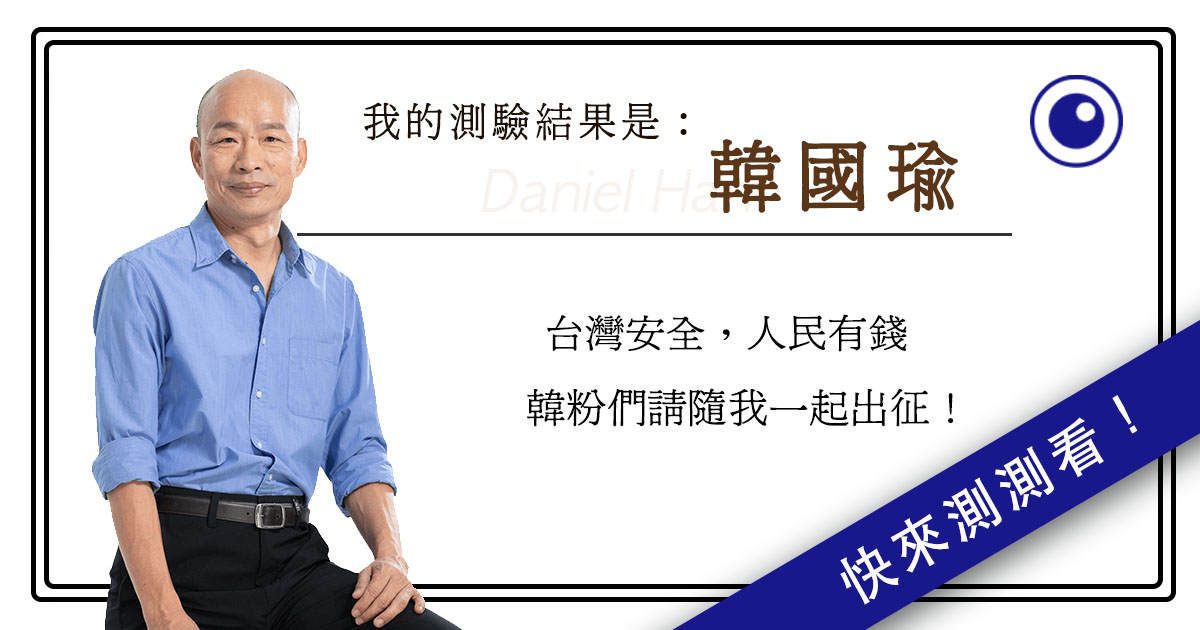 我的測驗結果是：
韓國瑜
Daniel Han
台灣安全，人民有錢
韓粉們請隨我一起出征！
快來測測看！